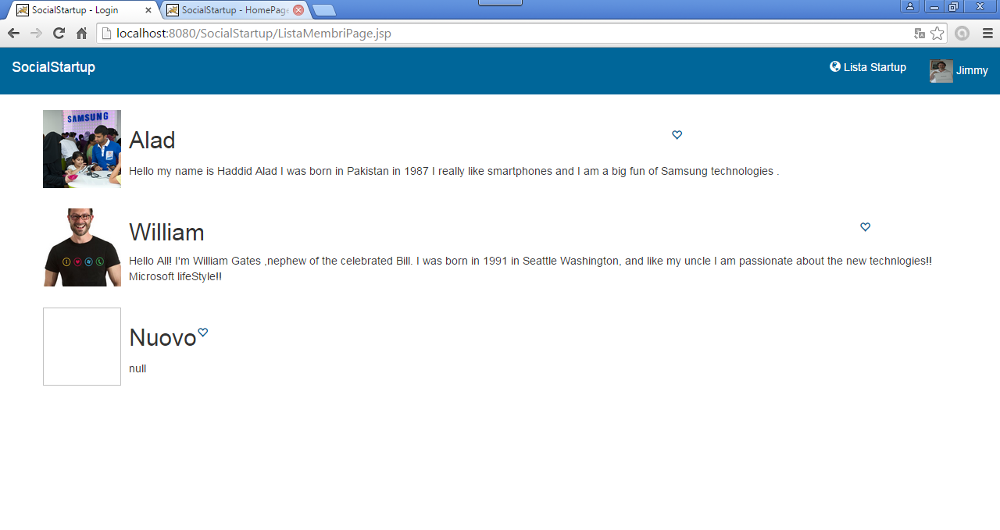 SocialStartup - Login
SocialStartup - HomePage
localhost:8080/SocialStartup/ListaMembriPage.jsp
SocialStartup
Lista Startup
Jimmy
SAMSUNG
Alad
Hello my name is Haddid Alad I was born in Pakistan in 1987 I really like smartphones and I am a big fun of Samsung technologies .
William
Hello All! I'm William Gates ,nephew of the celebrated Bill. I was born in 1991 in Seattle Washington, and like my uncle I am passionate about the new technlogies!!
Microsoft lifeStyle!!
Nuovo
null